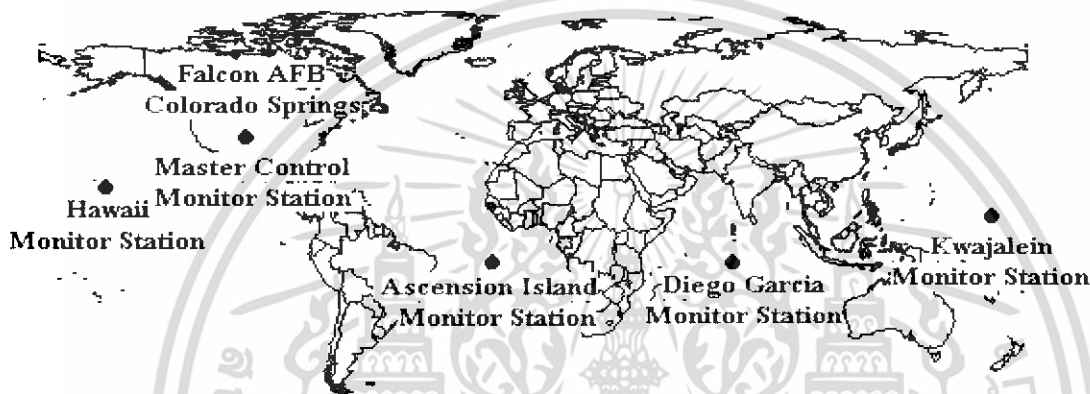 Falcon AFB
Colorado Springs
Master Control
Monitor Station
Hawaii
Monitor Station
Ascension Island
Monitor Station
Diego Garcia
Monitor Station
Kwajalein
Monitor Station